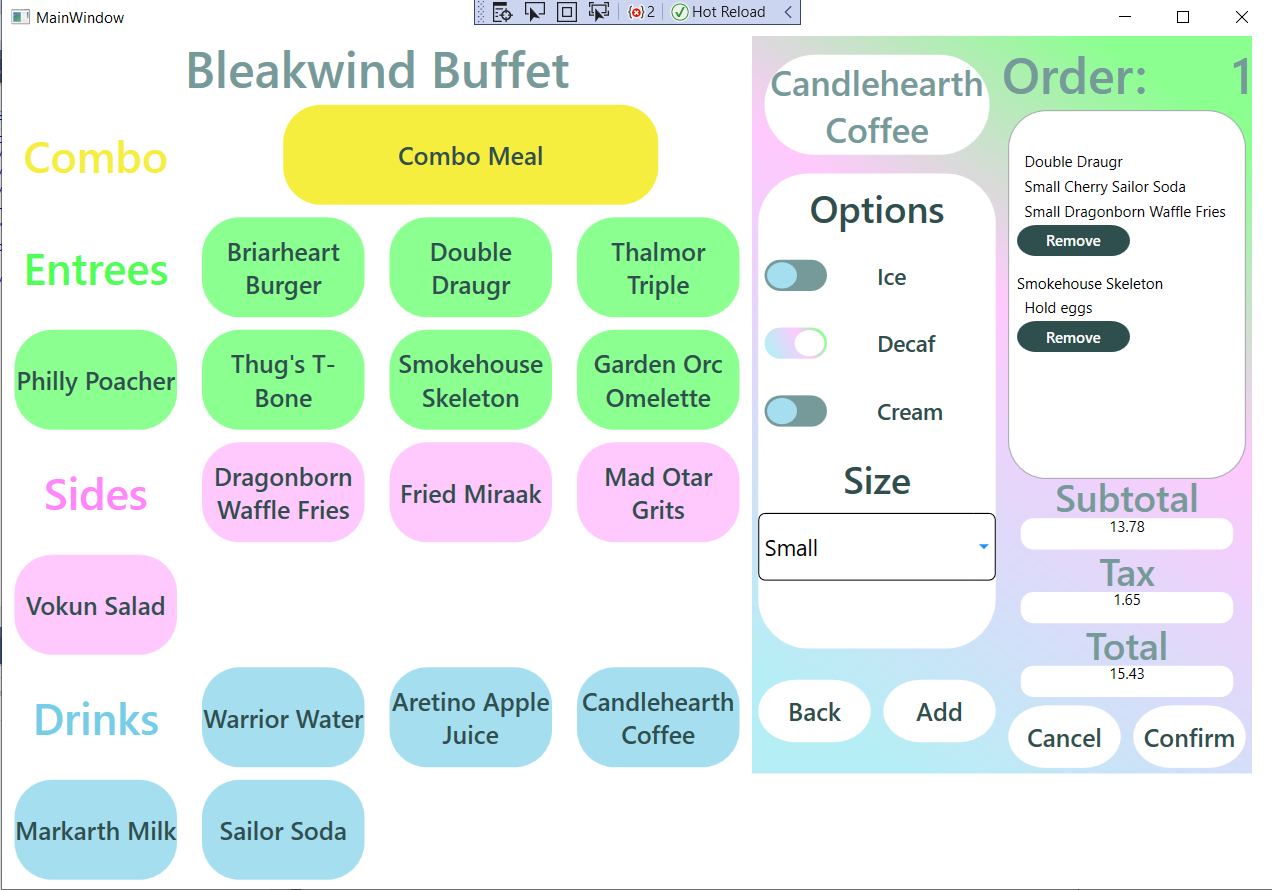 MainWindow
2
Hot Reload
Bleakwind Buffet
Combo
Combo Meal
Entrees
Briarheart
Burger
Double
Draugr
Thalmor
Triple
Philly Poacher
Thug's T-
Bone
Smokehouse
Skeleton
Garden Orc
Omelette
Sides
Dragonborn
Waffle Fries
Fried Miraak
Mad Otar
Grits
Vokun Salad
Drinks
Warrior Water
Aretino Apple
Juice
Candlehearth
Coffee
Markarth Milk
Sailor Soda
Candlehearth
Coffee
Options
Ice
Decaf
Cream
Size
Small
Back
Add
Order: 1
Double Draugr
Small Cherry Sailor Soda
Small Dragonborn Waffle Fries
Remove
Smokehouse Skeleton
Hold eggs
Remove
Subtotal
13.78
Tax
1.65
Total
15.43
Cancel
Confirm